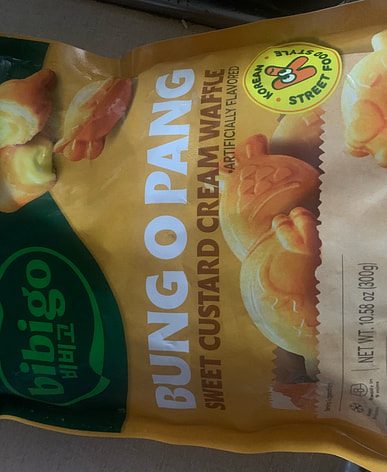 bibigo
비비고
BUNG O PANG
SWEET CUSTARD CREAM WAFFLE
ARTIFICIALLY FLAVORED
KOREAN
STREET FOOD STYLE
NET WT. 10.58 oz (300g)